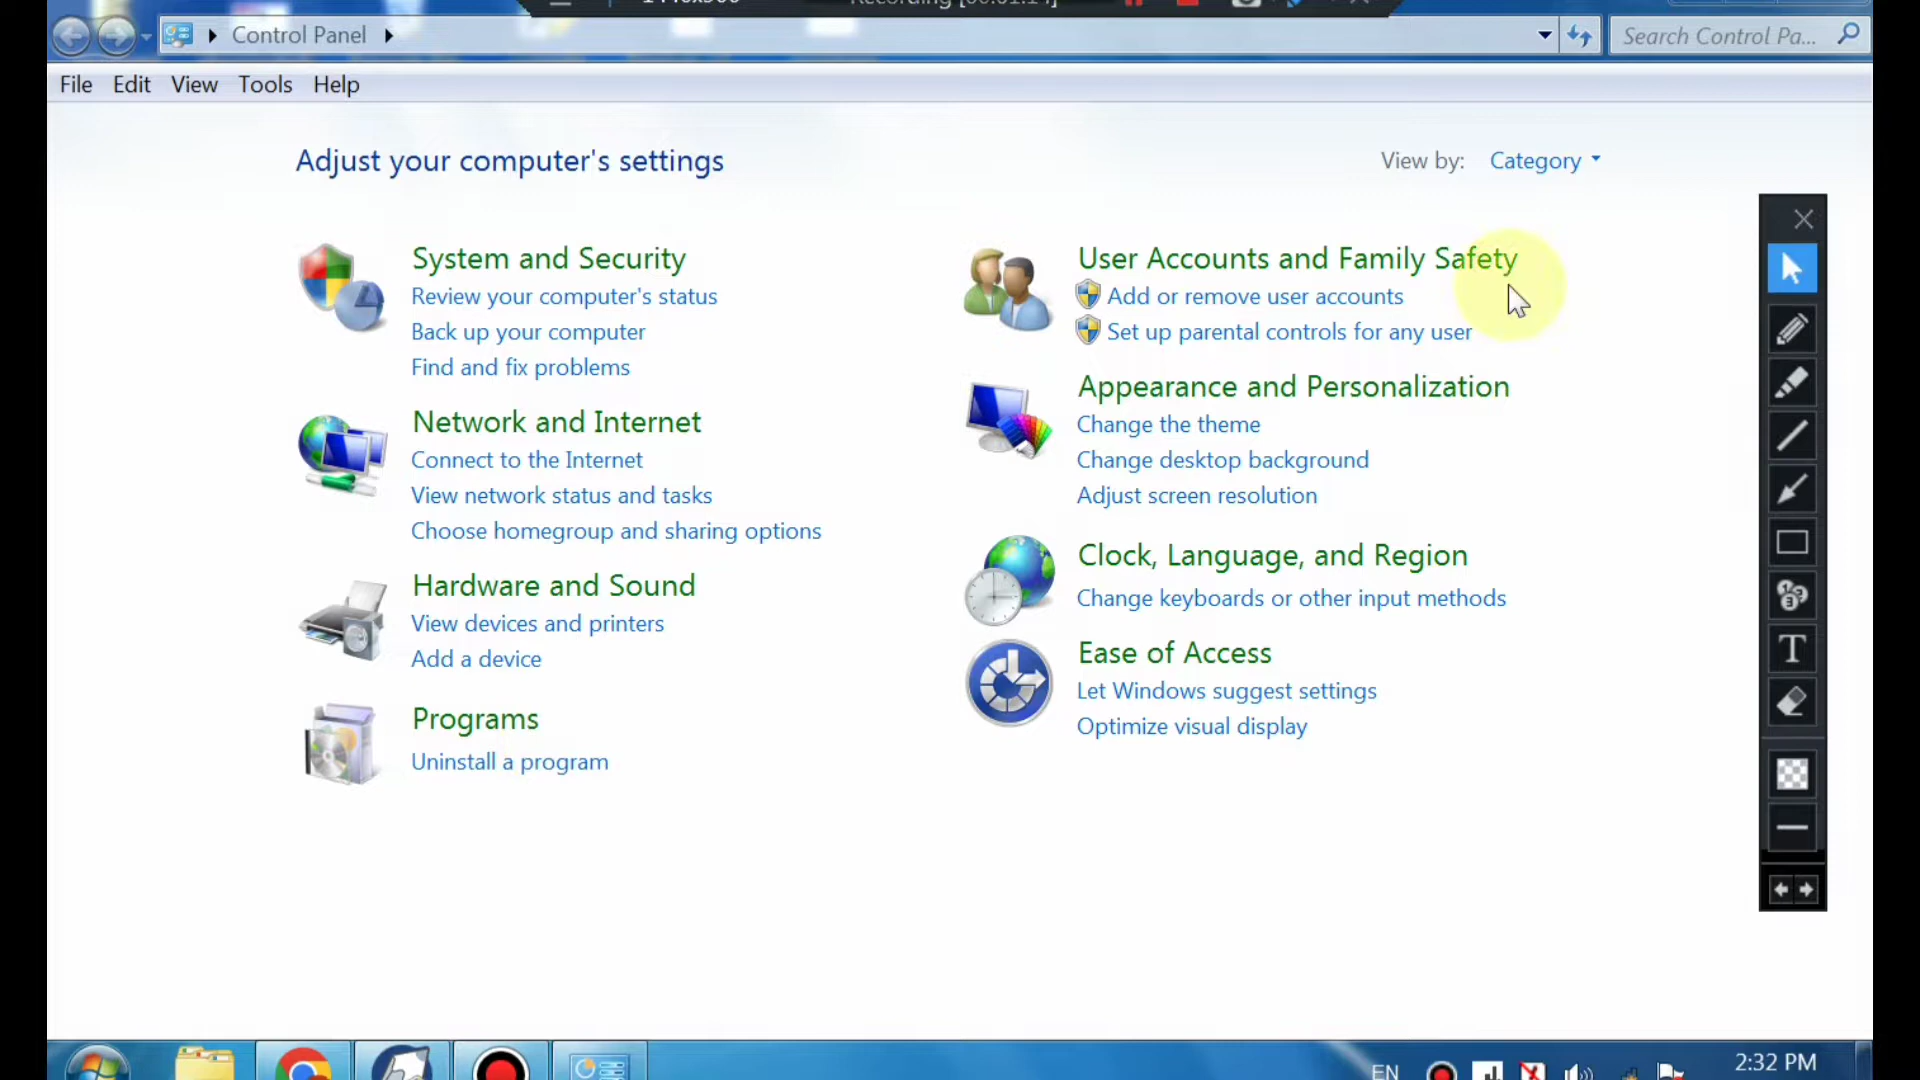 Control Panel
Search Control Pa...
File Edit View Tools Help
Adjust your computer's settings
View by: Category
System and Security
Review your computer's status
Back up your computer
Find and fix problems
Network and Internet
Connect to the Internet
View network status and tasks
Choose homegroup and sharing options
Hardware and Sound
View devices and printers
Add a device
Programs
Uninstall a program
User Accounts and Family Safety
Add or remove user accounts
Set up parental controls for any user
Appearance and Personalization
Change the theme
Change desktop background
Adjust screen resolution
Clock, Language, and Region
Change keyboards or other input methods
Ease of Access
Let Windows suggest settings
Optimize visual display
T
EN
2:32 PM